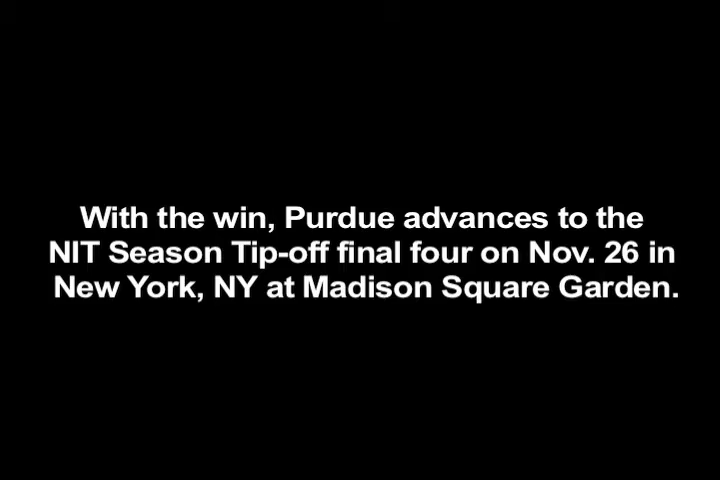 With the win, Purdue advances to the
NIT Season Tip-off final four on Nov. 26 in
New York, NY at Madison Square Garden.